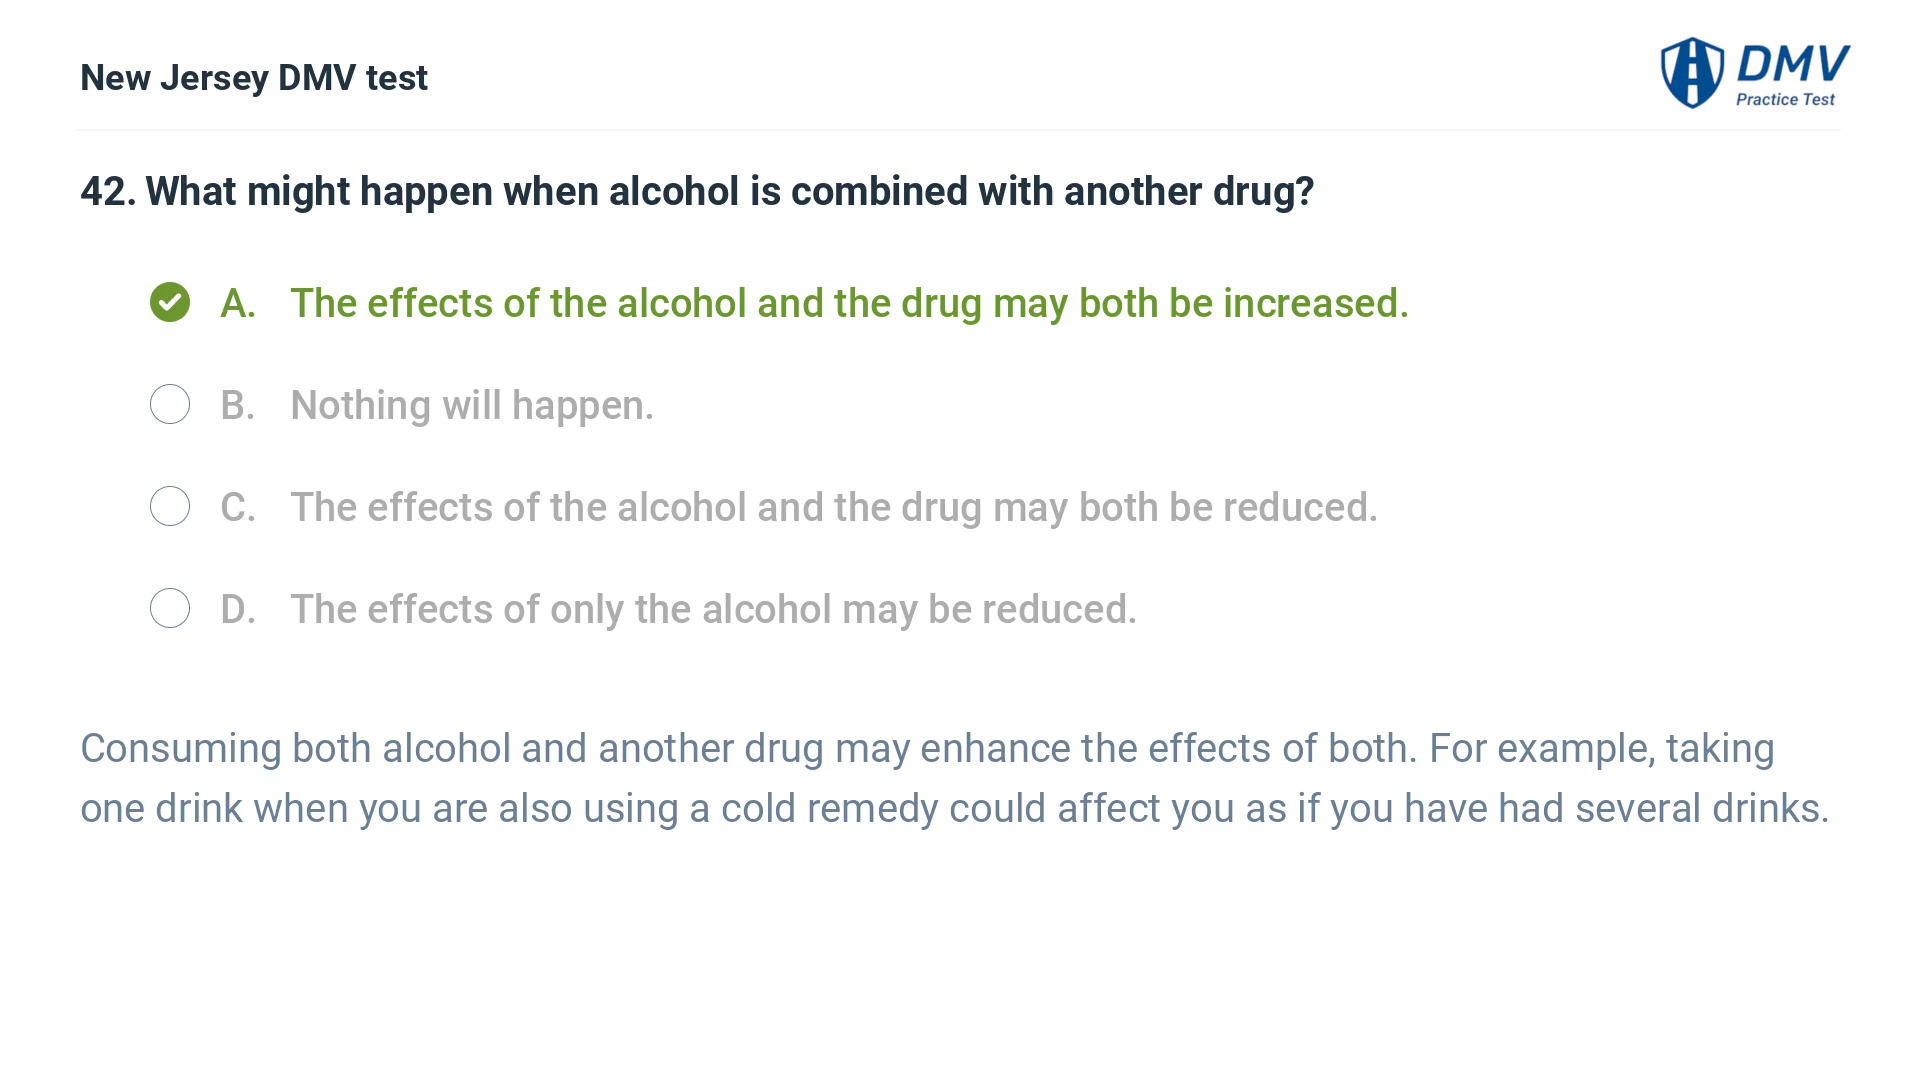 New Jersey DMV test
DMV
Practice Test
42. What might happen when alcohol is combined with another drug?
A. The effects of the alcohol and the drug may both be increased.
B. Nothing will happen.
C. The effects of the alcohol and the drug may both be reduced.
D. The effects of only the alcohol may be reduced.
Consuming both alcohol and another drug may enhance the effects of both. For example, taking
one drink when you are also using a cold remedy could affect you as if you have had several drinks.